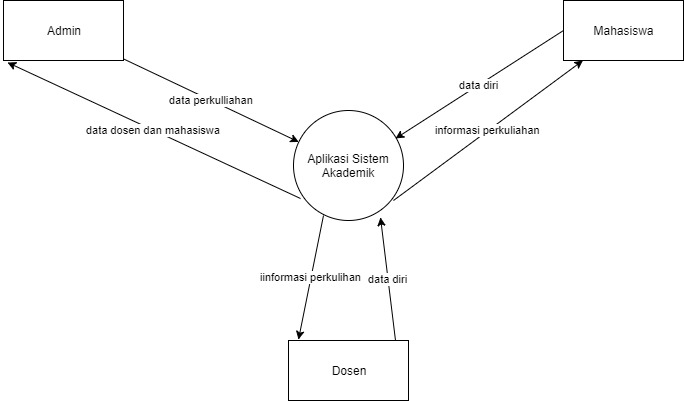 Admin
Mahasiswa
data diri
data perkulliahan
data dosen dan mahasiswa
informasi perkuliahan
Aplikasi Sistem
Akademik
iinformasi perkulihan
data diri
Dosen